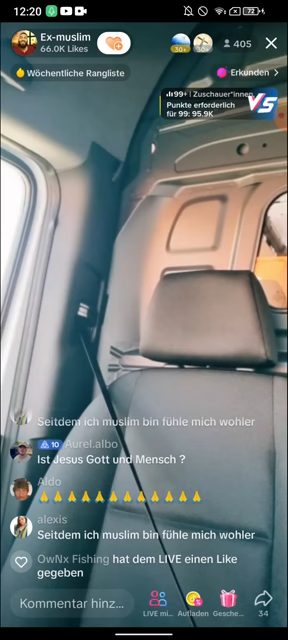 12:20
72
Ex-muslim
66.0K Likes
30+
30+
405
Wöchentliche Rangliste
Erkunden >
99+ | Zuschauer*innen
Punkte erforderlich
für 99: 95.9K
VS
Seitdem ich muslim bin fühle mich wohler
10 Aurel.albo
Ist Jesus Gott und Mensch ?
Aldo
🙏🙏🙏🙏🙏🙏🙏🙏🙏🙏🙏🙏
alexis
Seitdem ich muslim bin fühle mich wohler
OwNx Fishing hat dem LIVE einen Like
gegeben
Kommentar hinz...
LIVE mi...
Aufladen
Gesche...
34